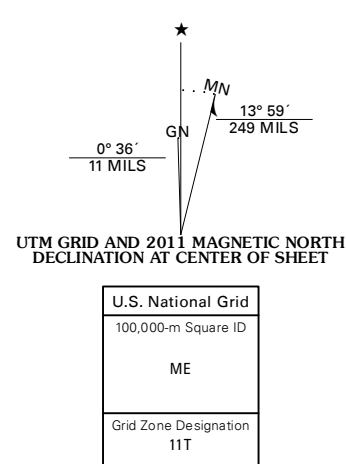 ★
MN
13° 59´
249 MILS
GN
0° 36´
11 MILS
UTM GRID AND 2011 MAGNETIC NORTH
DECLINATION AT CENTER OF SHEET
U.S. National Grid
100,000-m Square ID
ME
Grid Zone Designation
11T